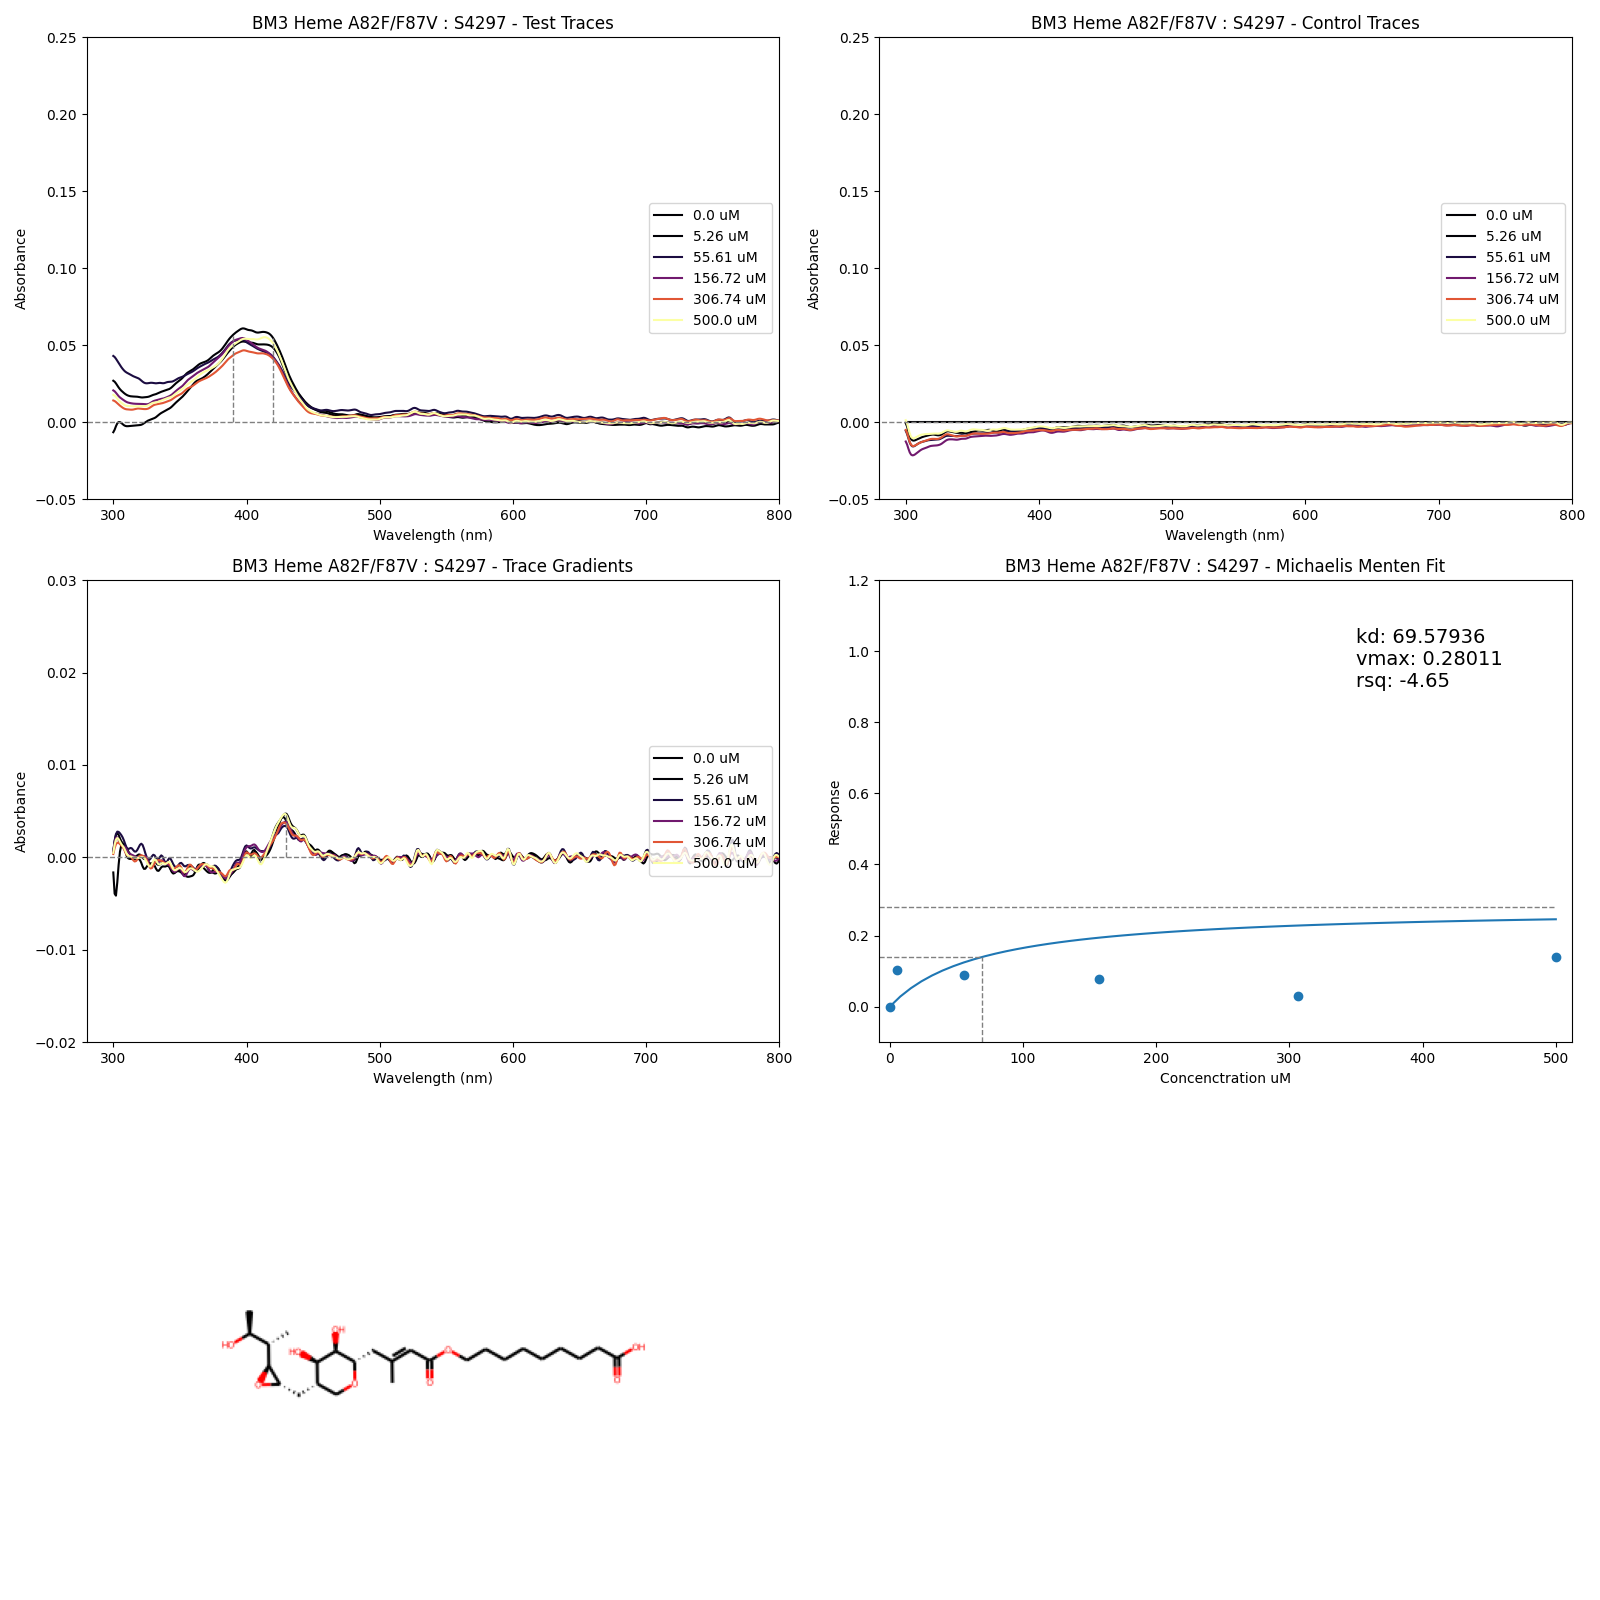 BM3 Heme A82F/F87V : S4297 - Test Traces
0.25
0.20
0.15
0.10
0.05
0.00
−0.05
Absorbance
300
400
500
600
700
800
Wavelength (nm)
0.0 uM
5.26 uM
55.61 uM
156.72 uM
306.74 uM
500.0 uM
BM3 Heme A82F/F87V : S4297 - Control Traces
0.25
0.20
0.15
0.10
0.05
0.00
−0.05
Absorbance
300
400
500
600
700
800
Wavelength (nm)
0.0 uM
5.26 uM
55.61 uM
156.72 uM
306.74 uM
500.0 uM
BM3 Heme A82F/F87V : S4297 - Trace Gradients
0.03
0.02
0.01
0.00
−0.01
−0.02
Absorbance
300
400
500
600
700
800
Wavelength (nm)
0.0 uM
5.26 uM
55.61 uM
156.72 uM
306.74 uM
500.0 uM
BM3 Heme A82F/F87V : S4297 - Michaelis Menten Fit
1.2
1.0
0.8
0.6
0.4
0.2
0.0
Response
kd: 69.57936
vmax: 0.28011
rsq: -4.65
0
100
200
300
400
500
Concenctration uM
HO
O
HO
OH
O
O
O
O
OH